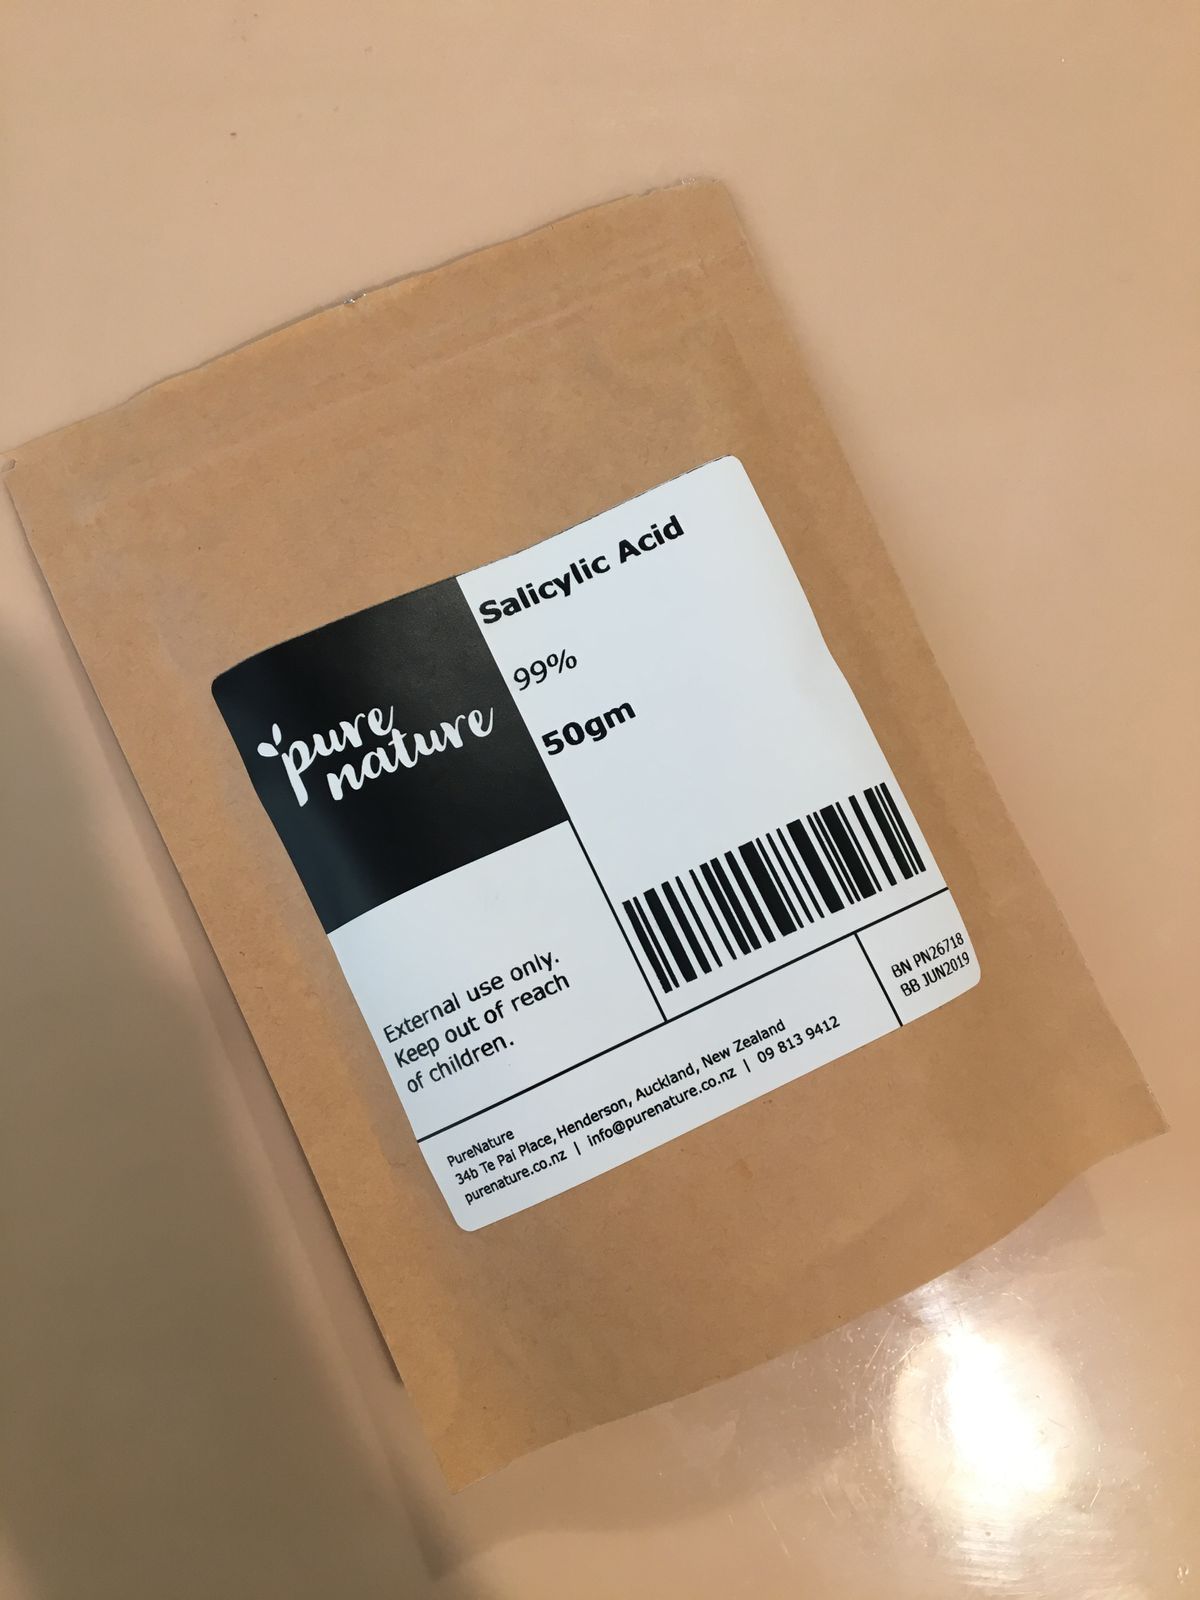 Salicylic Acid
99%
50gm
pure
nature
External use only.
Keep out of reach
of children.
BN PN26718
BB JUN2019
PureNature
34b Te Pai Place, Henderson, Auckland, New Zealand
purenature.co.nz | info@purenature.co.nz | 09 813 9412